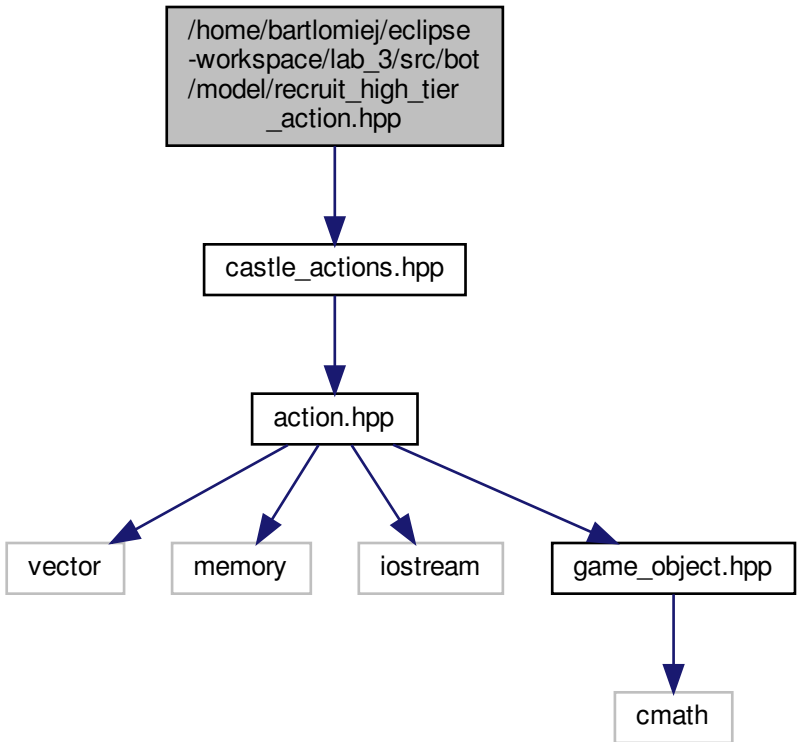 /home/bartlomiej/eclipse
-workspace/lab_3/src/bot
/model/recruit_high_tier
_action.hpp
castle_actions.hpp
action.hpp
vector
memory
iostream
game_object.hpp
cmath